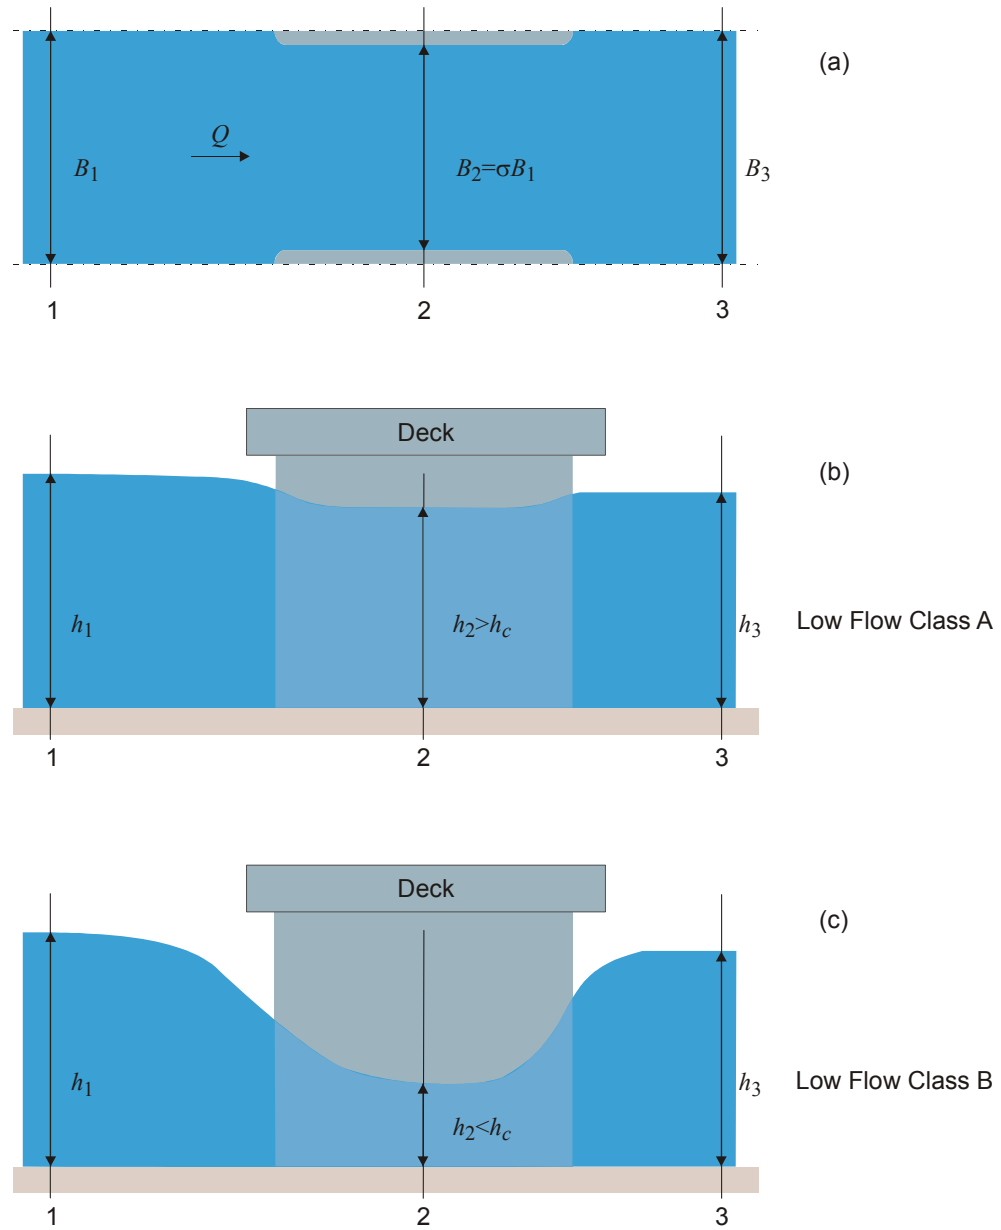 (a)
Q
B1
B2=σB1
B3
1
2
3
Deck
(b)
h1
h2>hc
h3
Low Flow Class A
1
2
3
Deck
(c)
h1
h2<hc
h3
Low Flow Class B
1
2
3